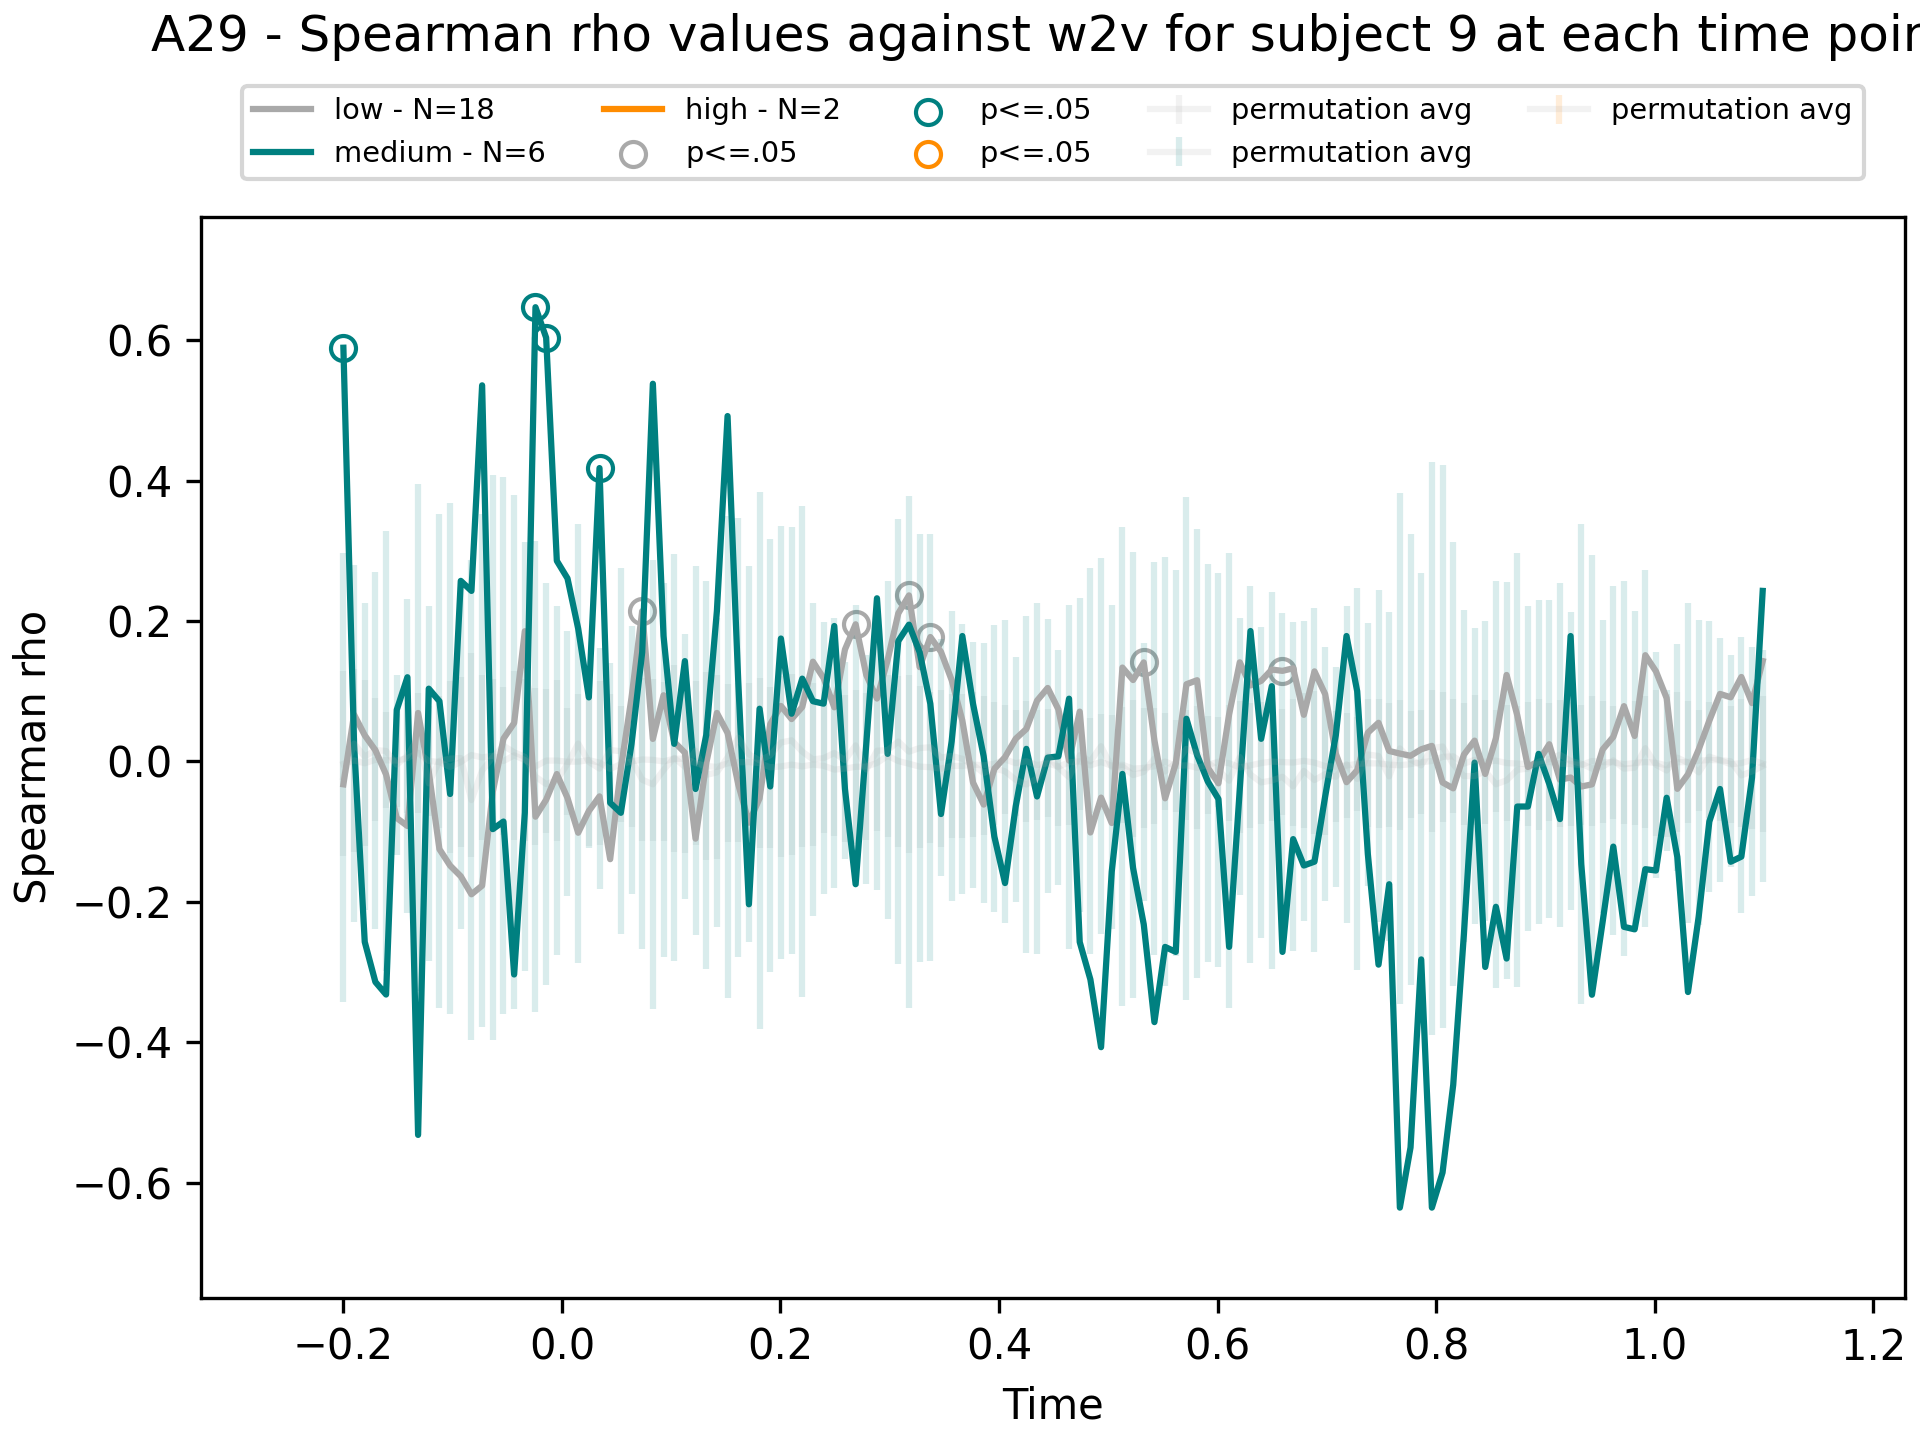 A29 - Spearman rho values against w2v for subject 9 at each time poin
low - N=18
medium - N=6
high - N=2
p<=.05
p<=.05
p<=.05
permutation avg
permutation avg
permutation avg
Spearman rho
0.6
0.4
0.2
0.0
−0.2
−0.4
−0.6
−0.2 0.0 0.2 0.4 0.6 0.8 1.0 1.2
Time